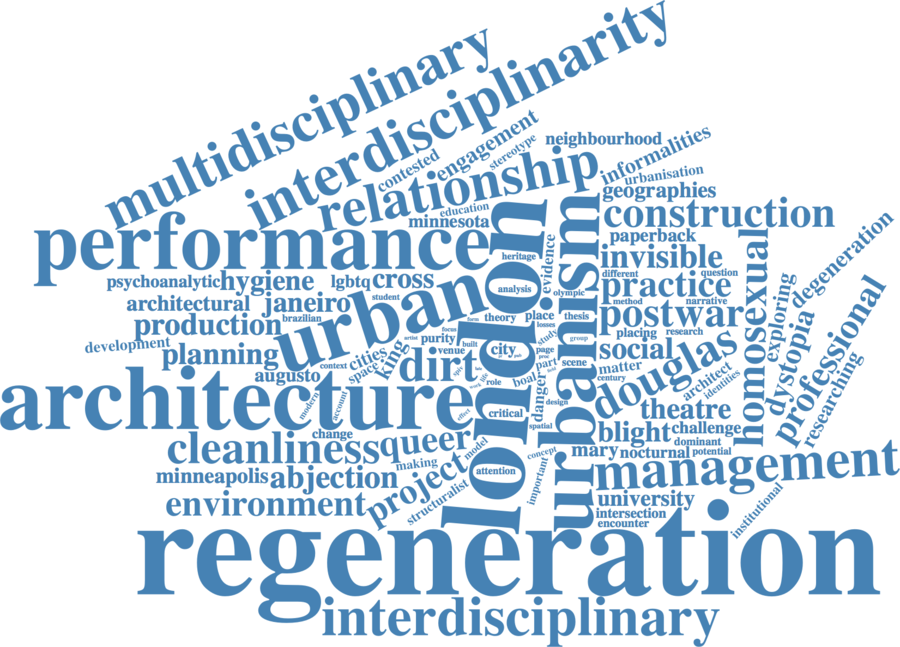 multidisciplinary
interdisciplinarity
engagement
contested
stereotype
neighbourhood
informalities
urbanisation
relationship
geographies
education
minnesota
construction
performance
paperback
heritage
evidence
invisible
different
question
psychoanalytic
hygiene
lgbtq
cross
student
analysis
olympic
practice
method
narrative
degeneration
exploring
homosexual
architectural
janeiro
urban
london
urbanism
production
brazilian
form
theory
place
thesis
postwar
focus
losses
placing
research
development
planning
context
cities
space
king
artist
purity
built
venue
city
study
group
page
part
scene
social
douglas
dystopia
professional
augusto
dirt
role
boal
danger
matter
century
architect
identities
researching
architecture
modern
account
effect
critical
design
spatial
theatre
change
cleanliness
queer
model
blight
challenge
dominant
minneapolis
abjection
making
attention
concept
mary
nocturnal
potential
management
environment
project
structuralist
important
university
intersection
encounter
institutional
regeneration
interdisciplinary